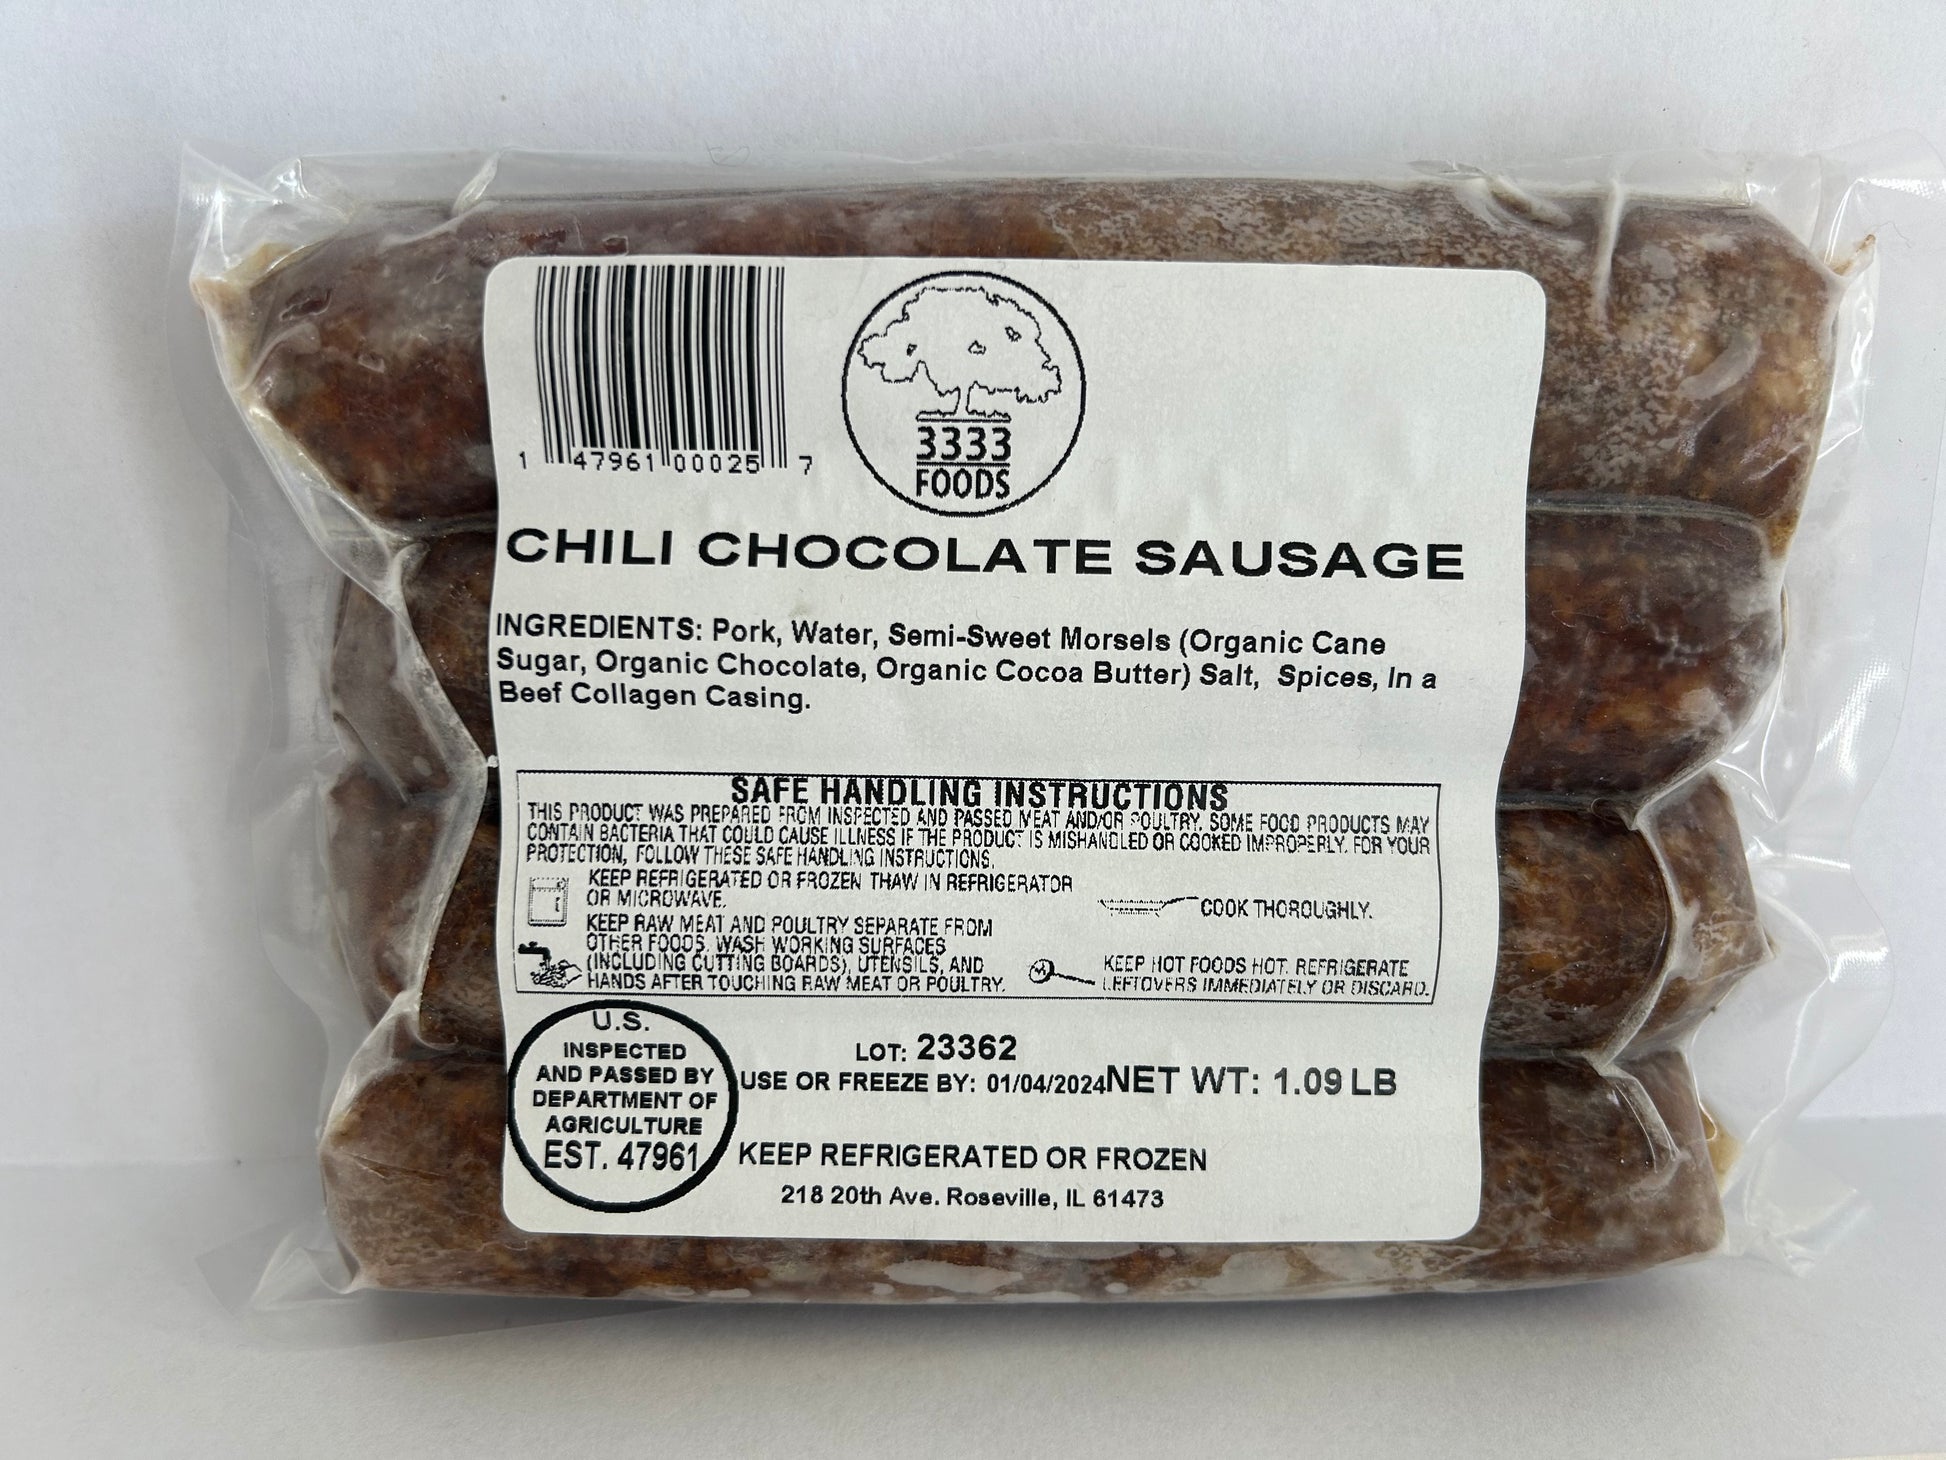 1 47961 00025 7
3333
FOODS
CHILI CHOCOLATE SAUSAGE
INGREDIENTS: Pork, Water, Semi-Sweet Morsels (Organic Cane
Sugar, Organic Chocolate, Organic Cocoa Butter) Salt, Spices, In a
Beef Collagen Casing.
SAFE HANDLING INSTRUCTIONS
THIS PRODUCT WAS PREPARED FROM INSPECTED AND PASSED MEAT AND/OR POULTRY. SOME FOOD PRODUCTS MAY
CONTAIN BACTERIA THAT COULD CAUSE ILLNESS IF THE PRODUCT IS MISHANDLED OR COOKED IMPROPERLY. FOR YOUR
PROTECTION, FOLLOW THESE SAFE HANDLING INSTRUCTIONS.
KEEP REFRIGERATED OR FROZEN THAW IN REFRIGERATOR
OR MICROWAVE.
KEEP RAW MEAT AND POULTRY SEPARATE FROM
OTHER FOODS. WASH WORKING SURFACES
(INCLUDING CUTTING BOARDS), UTENSILS, AND
HANDS AFTER TOUCHING RAW MEAT OR POULTRY.
COOK THOROUGHLY.
KEEP HOT FOODS HOT. REFRIGERATE
LEFTOVERS IMMEDIATELY OR DISCARD.
U.S.
INSPECTED
AND PASSED BY
DEPARTMENT OF
AGRICULTURE
EST. 47961
LOT: 23362
USE OR FREEZE BY: 01/04/2024 NET WT: 1.09 LB
KEEP REFRIGERATED OR FROZEN
218 20th Ave. Roseville, IL 61473